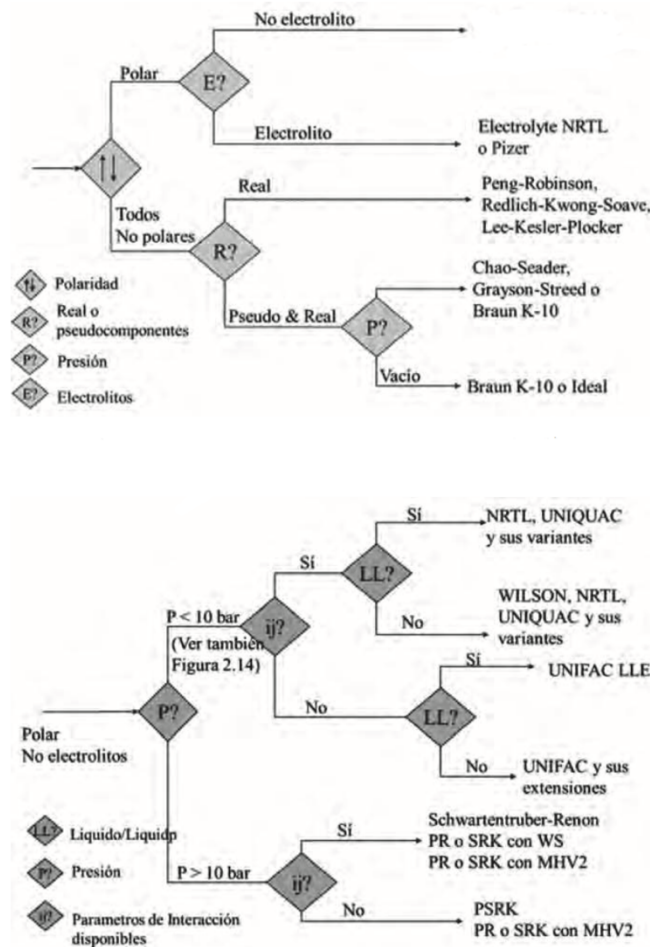 No electrolito
Polar
E?
Electrolito
Electrolyte NRTL
o Pizer
Real
Peng-Robinson,
Redlich-Kwong-Soave,
Lee-Kesler-Plocker
Todos
No polares
R?
Chao-Seader,
Grayson-Streed o
Braun K-10
Pseudo & Real
P?
Vacío
Braun K-10 o Ideal
Polaridad
R?
Real o
pseudocomponentes
P?
Presión
E?
Electrolitos
Sí
NRTL, UNIQUAC
y sus variantes
LL?
Sí
No
WILSON, NRTL,
UNIQUAC y sus
variantes
P < 10 bar
ij?
(Ver también
Figura 2.14)
Sí
UNIFAC LLE
P?
No
LL?
Polar
No electrolitos
No
UNIFAC y sus
extensiones
Sí
Schwartentruber-Renon
PR o SRK con WS
PR o SRK con MHV2
P > 10 bar
ij?
No
PSRK
PR o SRK con MHV2
LL?
Liquido/Liquidp
P?
Presión
ij?
Parametros de Interacción
disponibles